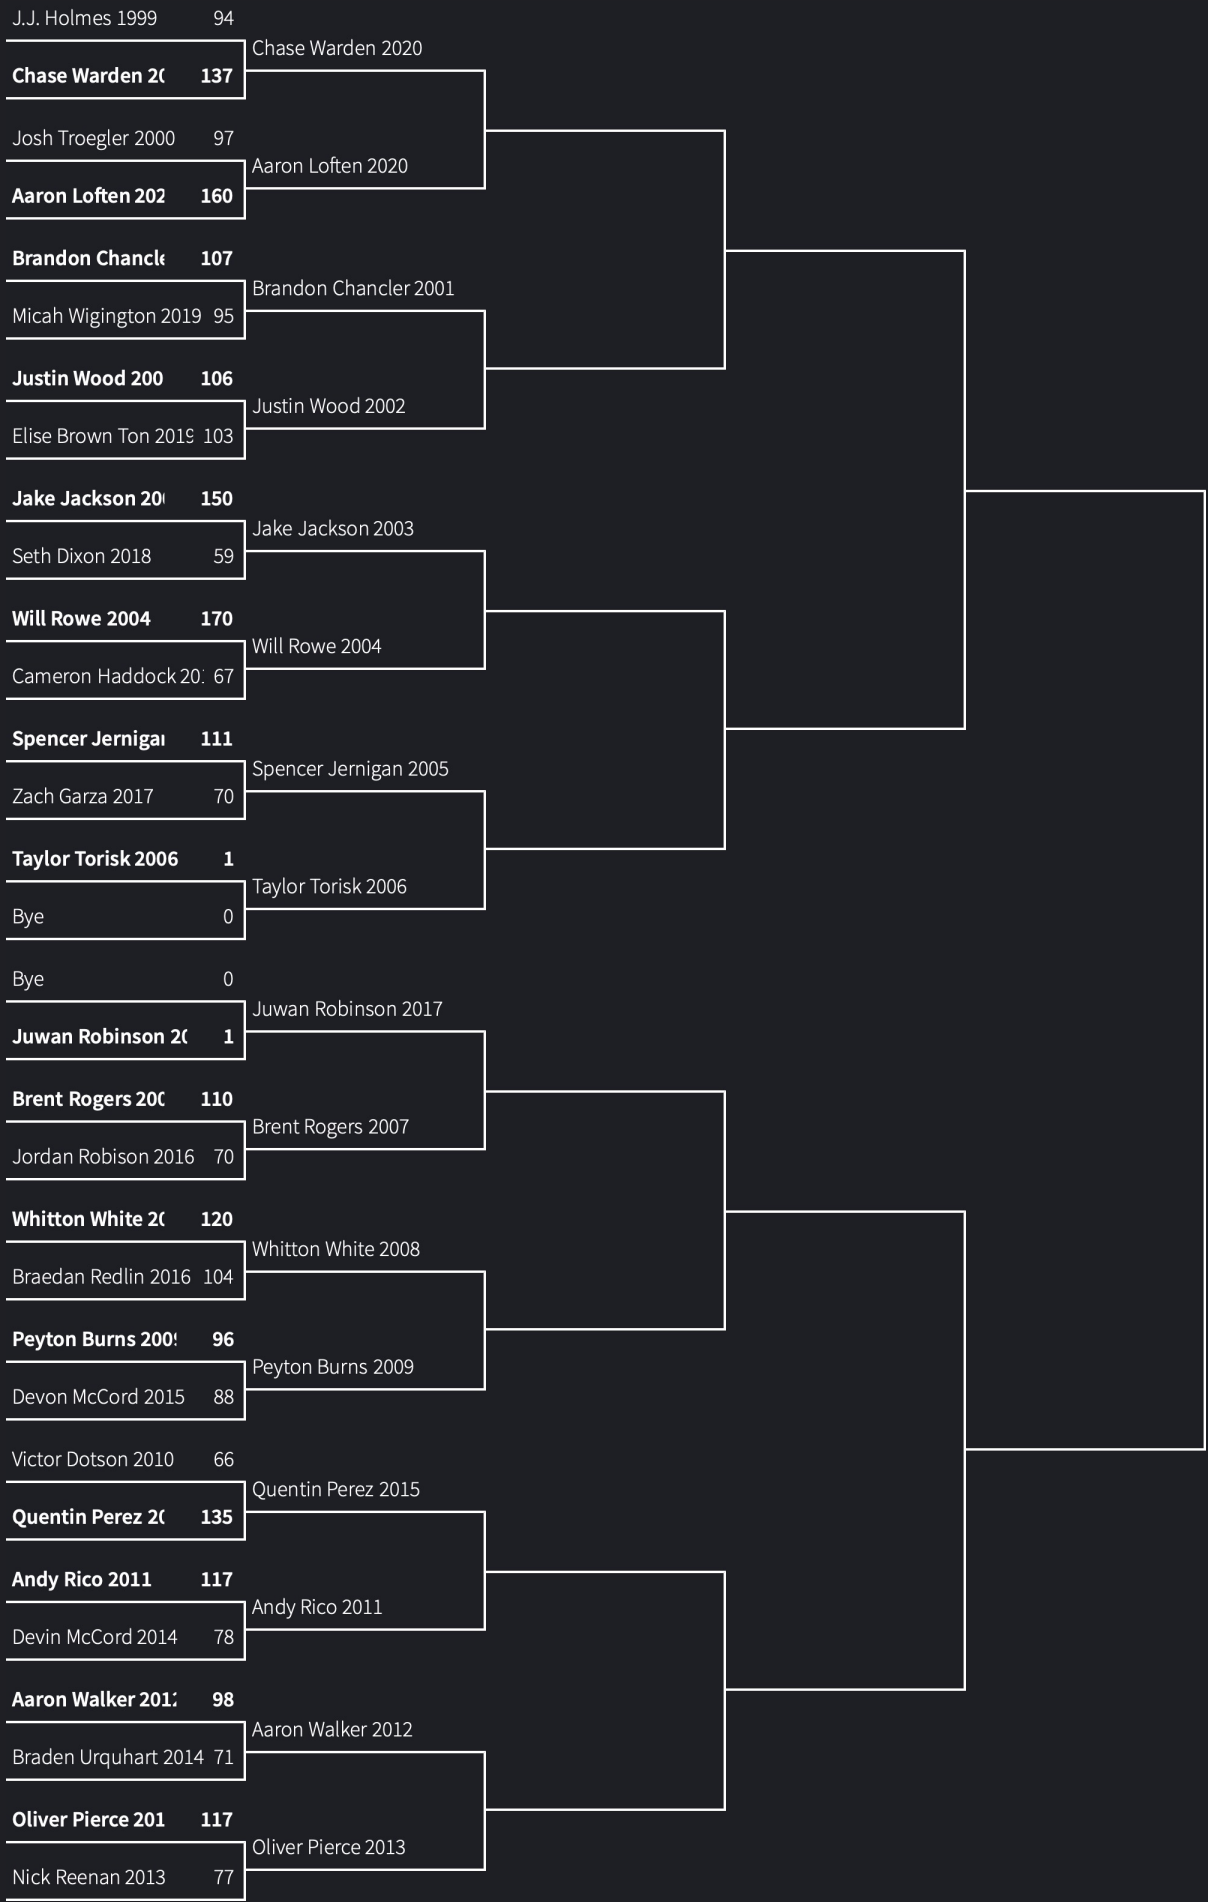 J.J. Holmes 1999 94
Chase Warden 2020
Chase Warden 20 137
Josh Troegler 2000 97
Aaron Loften 2020
Aaron Loften 202 160
Brandon Chancle 107
Brandon Chancler 2001
Micah Wigington 2019 95
Justin Wood 200 106
Justin Wood 2002
Elise Brown Ton 2019 103
Jake Jackson 200 150
Jake Jackson 2003
Seth Dixon 2018 59
Will Rowe 2004 170
Will Rowe 2004
Cameron Haddock 201 67
Spencer Jernigan 111
Spencer Jernigan 2005
Zach Garza 2017 70
Taylor Torisk 2006 1
Taylor Torisk 2006
Bye 0
Bye 0
Juwan Robinson 2017
Juwan Robinson 20 1
Brent Rogers 200 110
Brent Rogers 2007
Jordan Robison 2016 70
Whitton White 20 120
Whitton White 2008
Braedan Redlin 2016 104
Peyton Burns 2009 96
Peyton Burns 2009
Devon McCord 2015 88
Victor Dotson 2010 66
Quentin Perez 2015
Quentin Perez 20 135
Andy Rico 2011 117
Andy Rico 2011
Devin McCord 2014 78
Aaron Walker 2012 98
Aaron Walker 2012
Braden Urquhart 2014 71
Oliver Pierce 201 117
Oliver Pierce 2013
Nick Reenan 2013 77